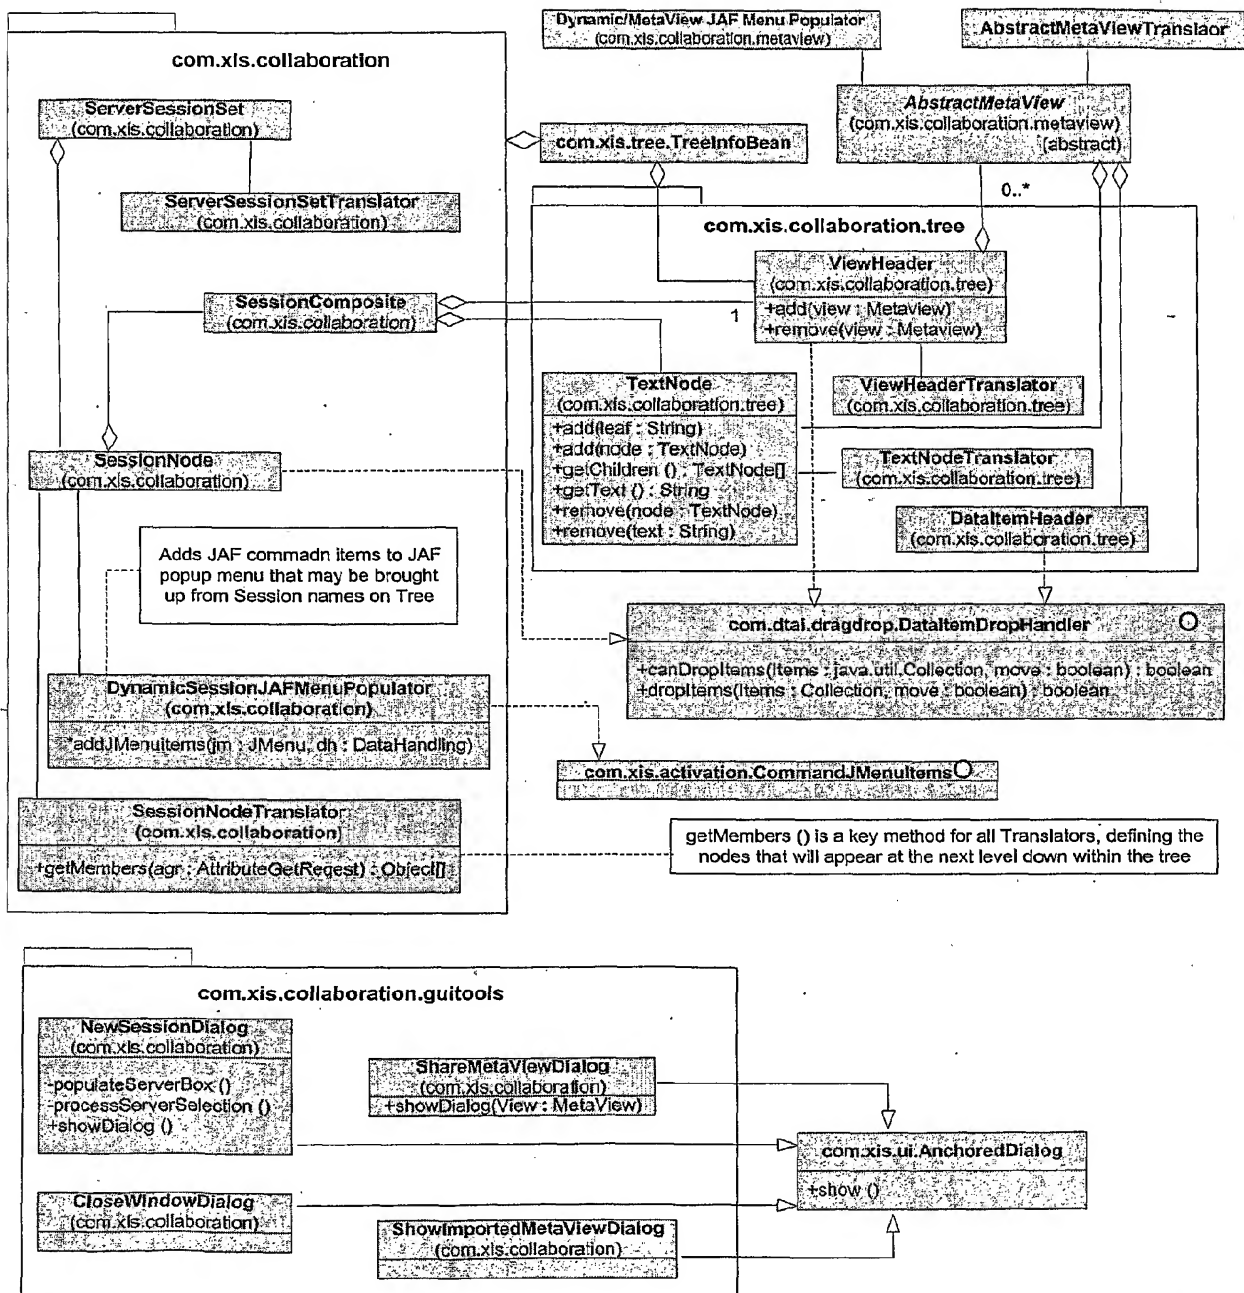 Dynamic/MetaView JAF Menu Populator
(com.xis.collaboration.metaview)
AbstractMetaViewTranslaor
com.xis.collaboration
ServerSessionSet
(com.xis.collaboration)
AbstractMetaView
(com.xis.collaboration.metaview)
(abstract)
com.xis.tree.TreeInfoBean
ServerSessionSetTranslator
(com.xis.collaboration)
0..*
com.xis.collaboration.tree
ViewHeader
(com.xis.collaboration.tree)
+add(view : Metaview)
+remove(view : Metaview)
SessionComposite
(com.xis.collaboration)
1
TextNode
(com.xis.collaboration.tree)
+add(leaf : String)
+add(node : TextNode)
+getChildren () : TextNode[]
+getText () : String
+remove(node : TextNode)
+remove(text : String)
ViewHeaderTranslator
(com.xis.collaboration.tree)
SessionNode
(com.xis.collaboration)
TextNodeTranslator
(com.xis.collaboration.tree)
DataItemHeader
(com.xis.collaboration.tree)
Adds JAF commadn items to JAF
popup menu that may be brought
up from Session names on Tree
com.dtai.dragdrop.DataItemDropHandler
+canDropItems(Items : java.util.Collection, move : boolean) : boolean
+dropItems(Items : Collection, move : boolean) : boolean
DynamicSessionJAFMenuPopulator
(com.xis.collaboration)
*addJMenuItems(jm : JMenu, dh : DataHandling)
com.xis.activation.CommandJMenuItems
SessionNodeTranslator
(com.xis.collaboration)
+getMembers(agr : AttributeGetReqest) : Object[]
getMembers () is a key method for all Translators, defining the
nodes that will appear at the next level down within the tree
com.xis.collaboration.guitools
NewSessionDialog
(com.xis.collaboration)
-populateServerBox ()
-processServerSelection ()
+showDialog ()
ShareMetaViewDialog
(com.xis.collaboration)
+showDialog(View : MetaView)
com.xis.ui.AnchoredDialog
+show ()
CloseWindowDialog
(com.xis.collaboration)
ShowImportedMetaViewDialog
(com.xis.collaboration)